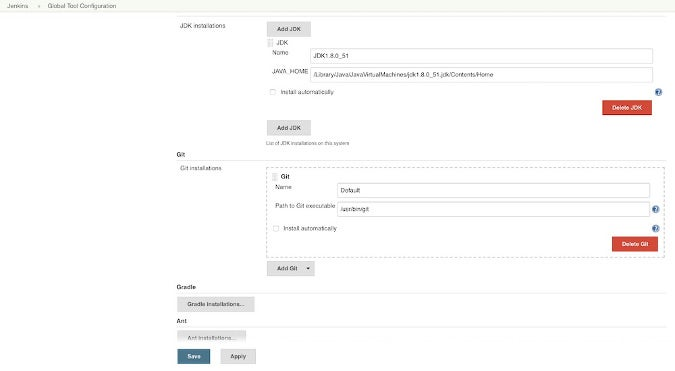 Jenkins > Global Tool Configuration
JDK installations
Add JDK
JDK
Name JDK1.8.0_51
JAVA_HOME /Library/Java/JavaVirtualMachines/jdk1.8.0_51.jdk/Contents/Home
Install automatically
Delete JDK
Add JDK
List of JDK installations on this system
Git
Git installations
Git
Name Default
Path to Git executable /usr/bin/git
Install automatically
Delete Git
Add Git
Gradle
Gradle installations...
Ant
Ant installations...
Save Apply